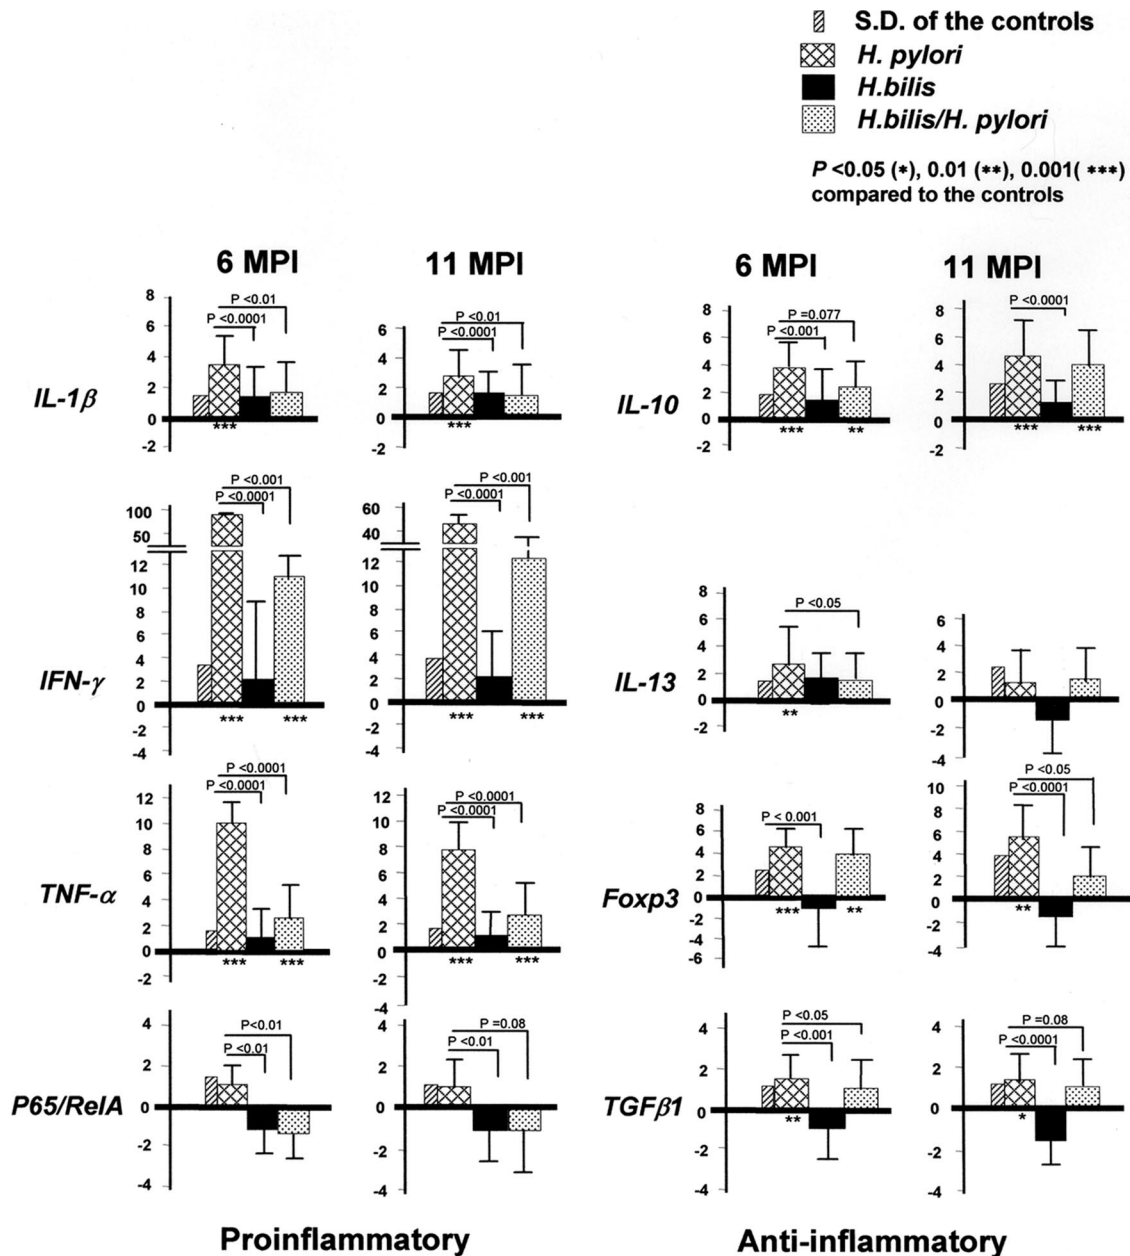 S.D. of the controls
H. pylori
H.bilis
H.bilis/H. pylori
P <0.05 (*), 0.01 (**), 0.001( ***)
compared to the controls
6 MPI
11 MPI
6 MPI
11 MPI
IL-1β
8
6
4
2
0
-2
P <0.01
P <0.0001
***
6
4
2
0
-2
P <0.01
P <0.0001
***
IL-10
8
6
4
2
0
-2
P =0.077
P <0.001
***
**
8
6
4
2
0
-2
P <0.0001
***
***
IFN-γ
100
50
12
10
8
6
4
2
0
-2
-4
P <0.001
P <0.0001
***
***
60
40
12
10
8
6
4
2
0
-2
-4
P <0.001
P <0.0001
***
***
IL-13
8
6
4
2
0
-2
P <0.05
**
6
4
2
0
-2
-4
TNF-α
12
10
8
6
4
2
0
-2
P <0.0001
P <0.0001
***
***
12
10
8
6
4
2
0
-2
-4
P <0.0001
P <0.0001
***
***
Foxp3
8
6
4
2
0
-2
-4
-6
P < 0.001
***
**
10
8
6
4
2
0
-2
-4
P <0.05
P <0.0001
**
P65/RelA
4
2
0
-2
-4
P<0.01
P <0.01
4
2
0
-2
-4
P =0.08
P <0.01
TGFβ1
4
2
0
-2
-4
P <0.05
P <0.001
**
4
2
0
-2
-4
P =0.08
P <0.0001
*
Proinflammatory
Anti-inflammatory